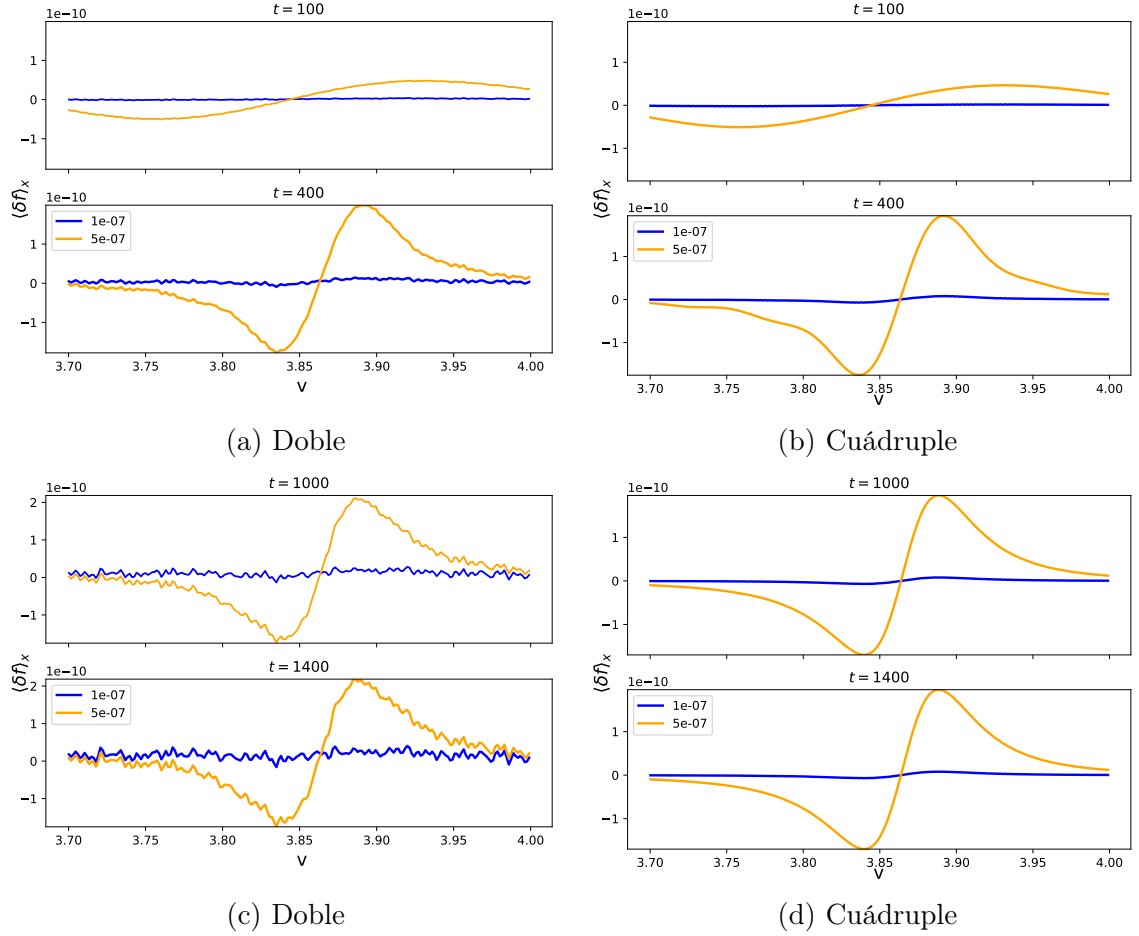 1e−10
t = 100
1
0
−1
1e−10
t = 400
1e-07
5e-07
1
0
−1
3.70 3.75 3.80 3.85 3.90 3.95 4.00
v
⟨δf⟩x
(a) Doble
1e−10
t = 100
1
0
−1
1e−10
t = 400
1e-07
5e-07
1
0
−1
3.70 3.75 3.80 3.85 3.90 3.95 4.00
v
⟨δf⟩x
(b) Cuádruple
1e−10
t = 1000
2
1
0
−1
1e−10
t = 1400
1e-07
5e-07
2
1
0
−1
3.70 3.75 3.80 3.85 3.90 3.95 4.00
v
⟨δf⟩x
(c) Doble
1e−10
t = 1000
1
0
−1
1e−10
t = 1400
1e-07
5e-07
1
0
−1
3.70 3.75 3.80 3.85 3.90 3.95 4.00
v
⟨δf⟩x
(d) Cuádruple